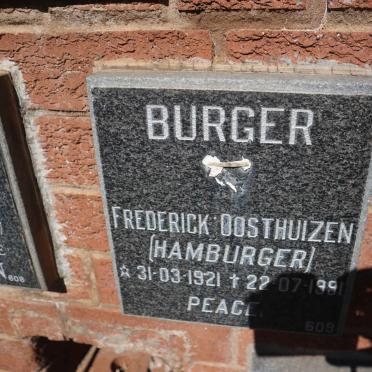 BURGER
FREDERICK OOSTHUIZEN
(HAMBURGER)
☆ 31-03-1921 † 22-07-1991
PEACE.
609
608